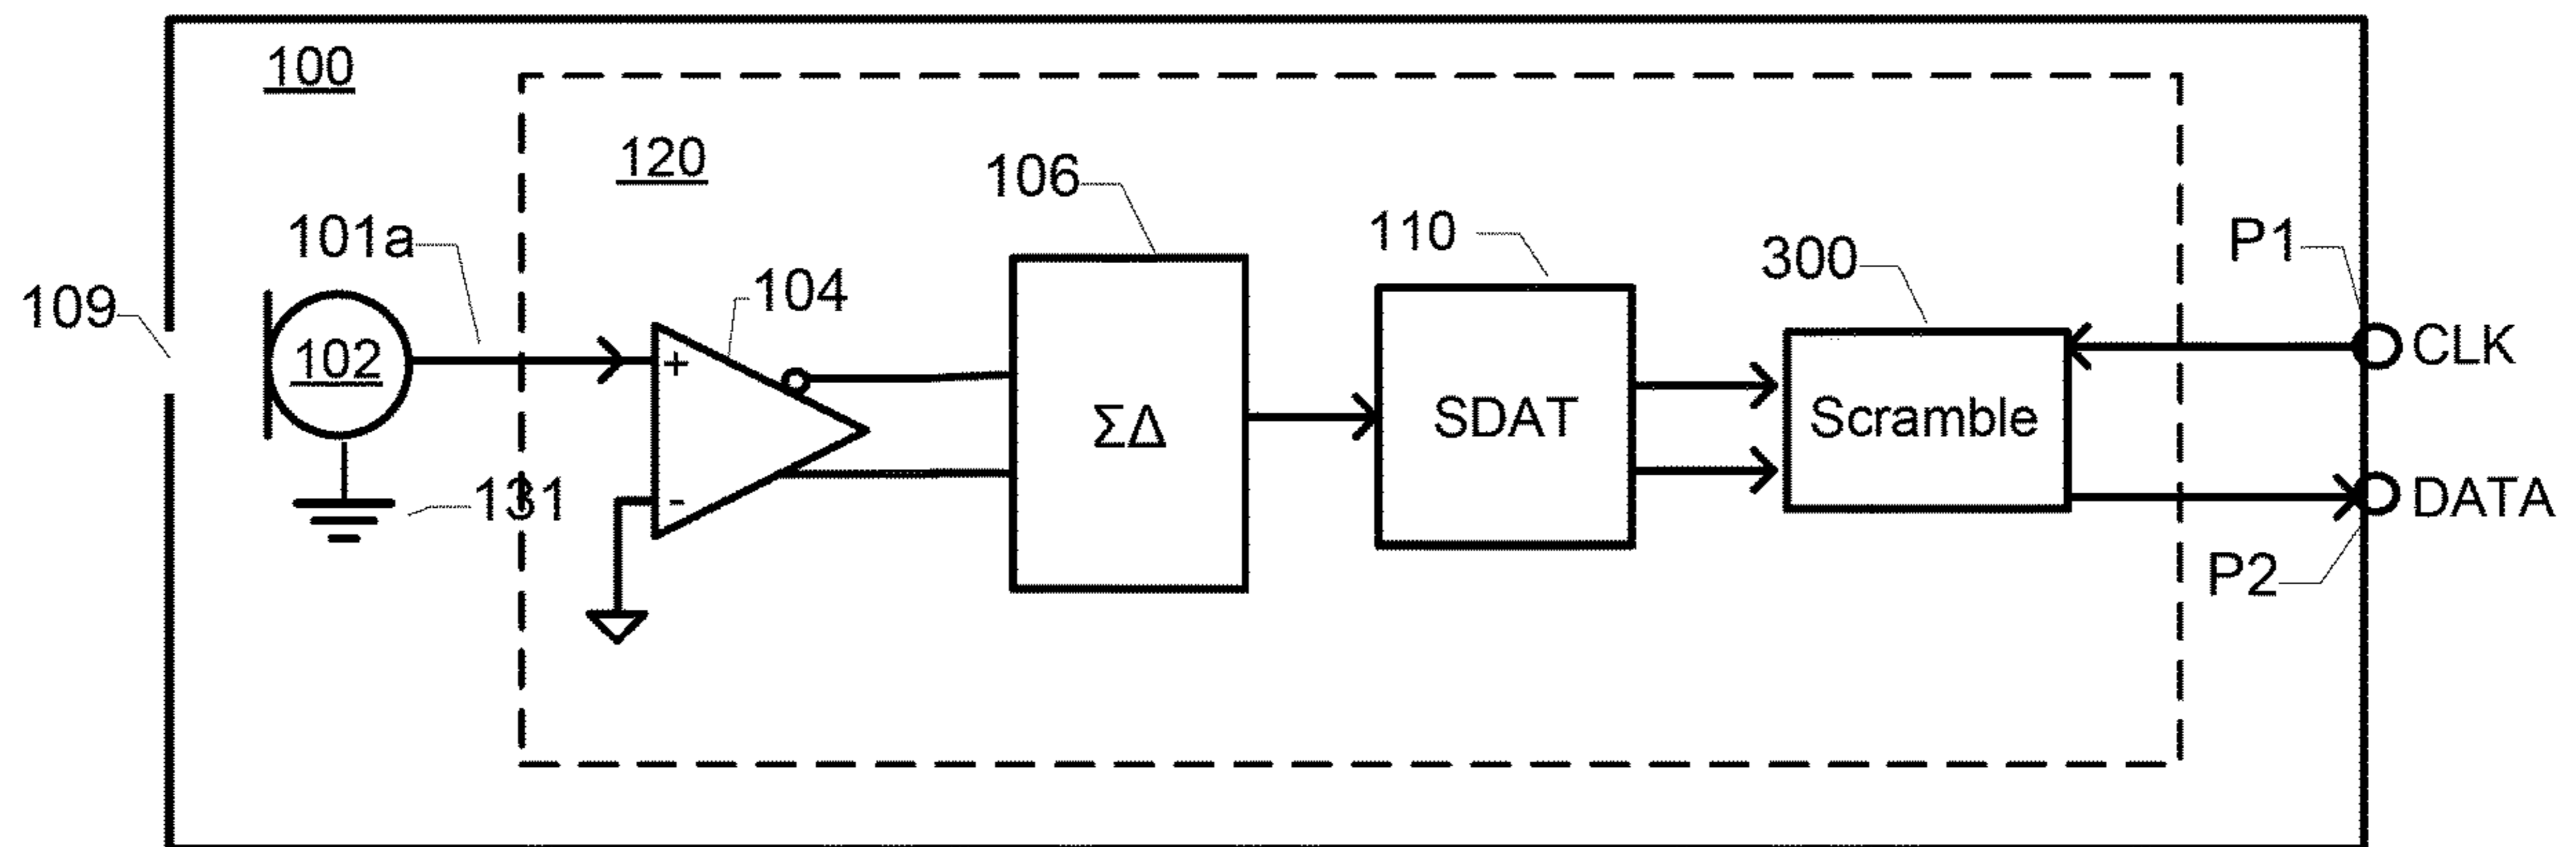 100
120
106
101a
110
300
P1
109
104
102
+
CLK
ΣΔ
SDAT
Scramble
131
-
DATA
P2